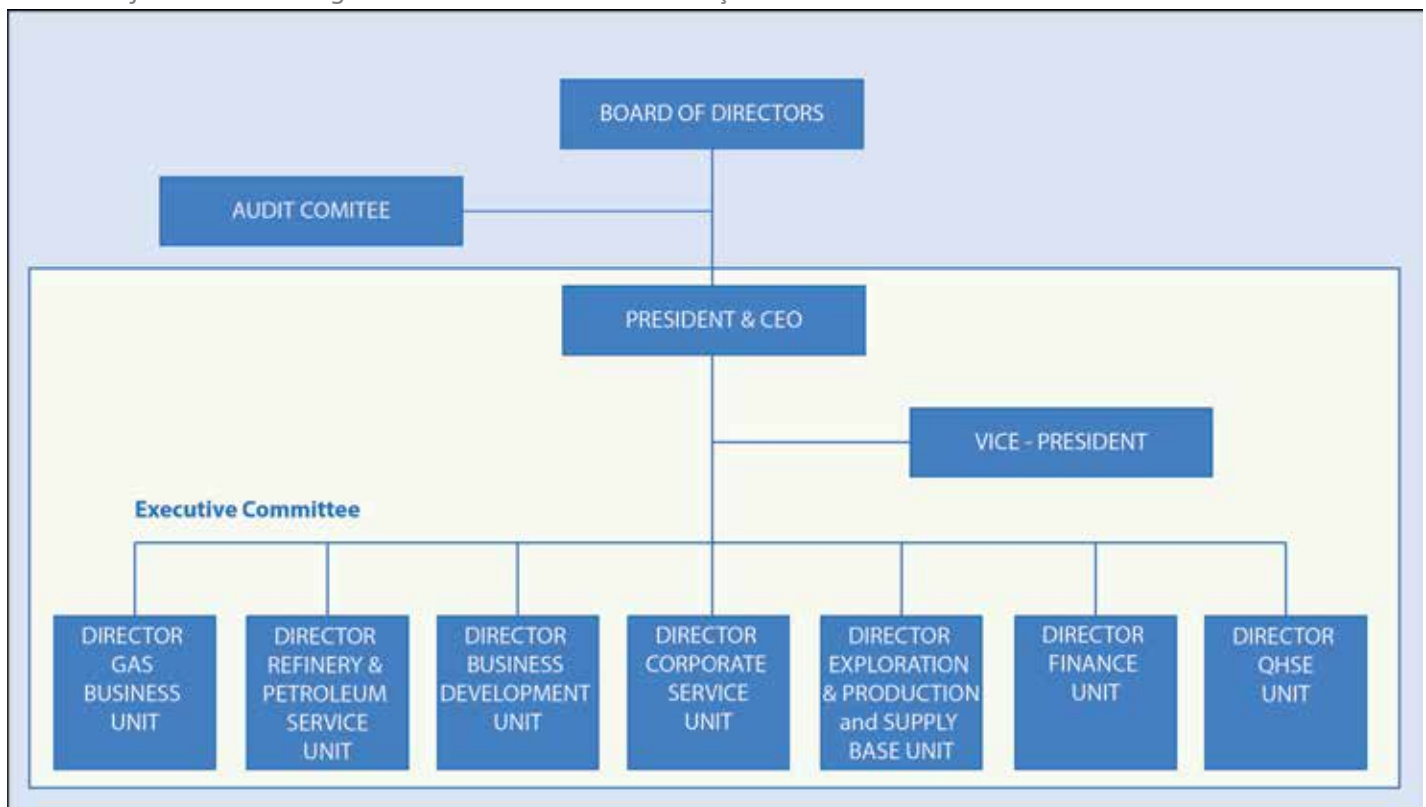 BOARD OF DIRECTORS
AUDIT COMITEE
PRESIDENT & CEO
VICE - PRESIDENT
Executive Committee
DIRECTOR
GAS
BUSINESS
UNIT
DIRECTOR
REFINERY &
PETROLEUM
SERVICE
UNIT
DIRECTOR
BUSINESS
DEVELOPMENT
UNIT
DIRECTOR
CORPORATE
SERVICE
UNIT
DIRECTOR
EXPLORATION
& PRODUCTION
and SUPPLY
BASE UNIT
DIRECTOR
FINANCE
UNIT
DIRECTOR
QHSE
UNIT